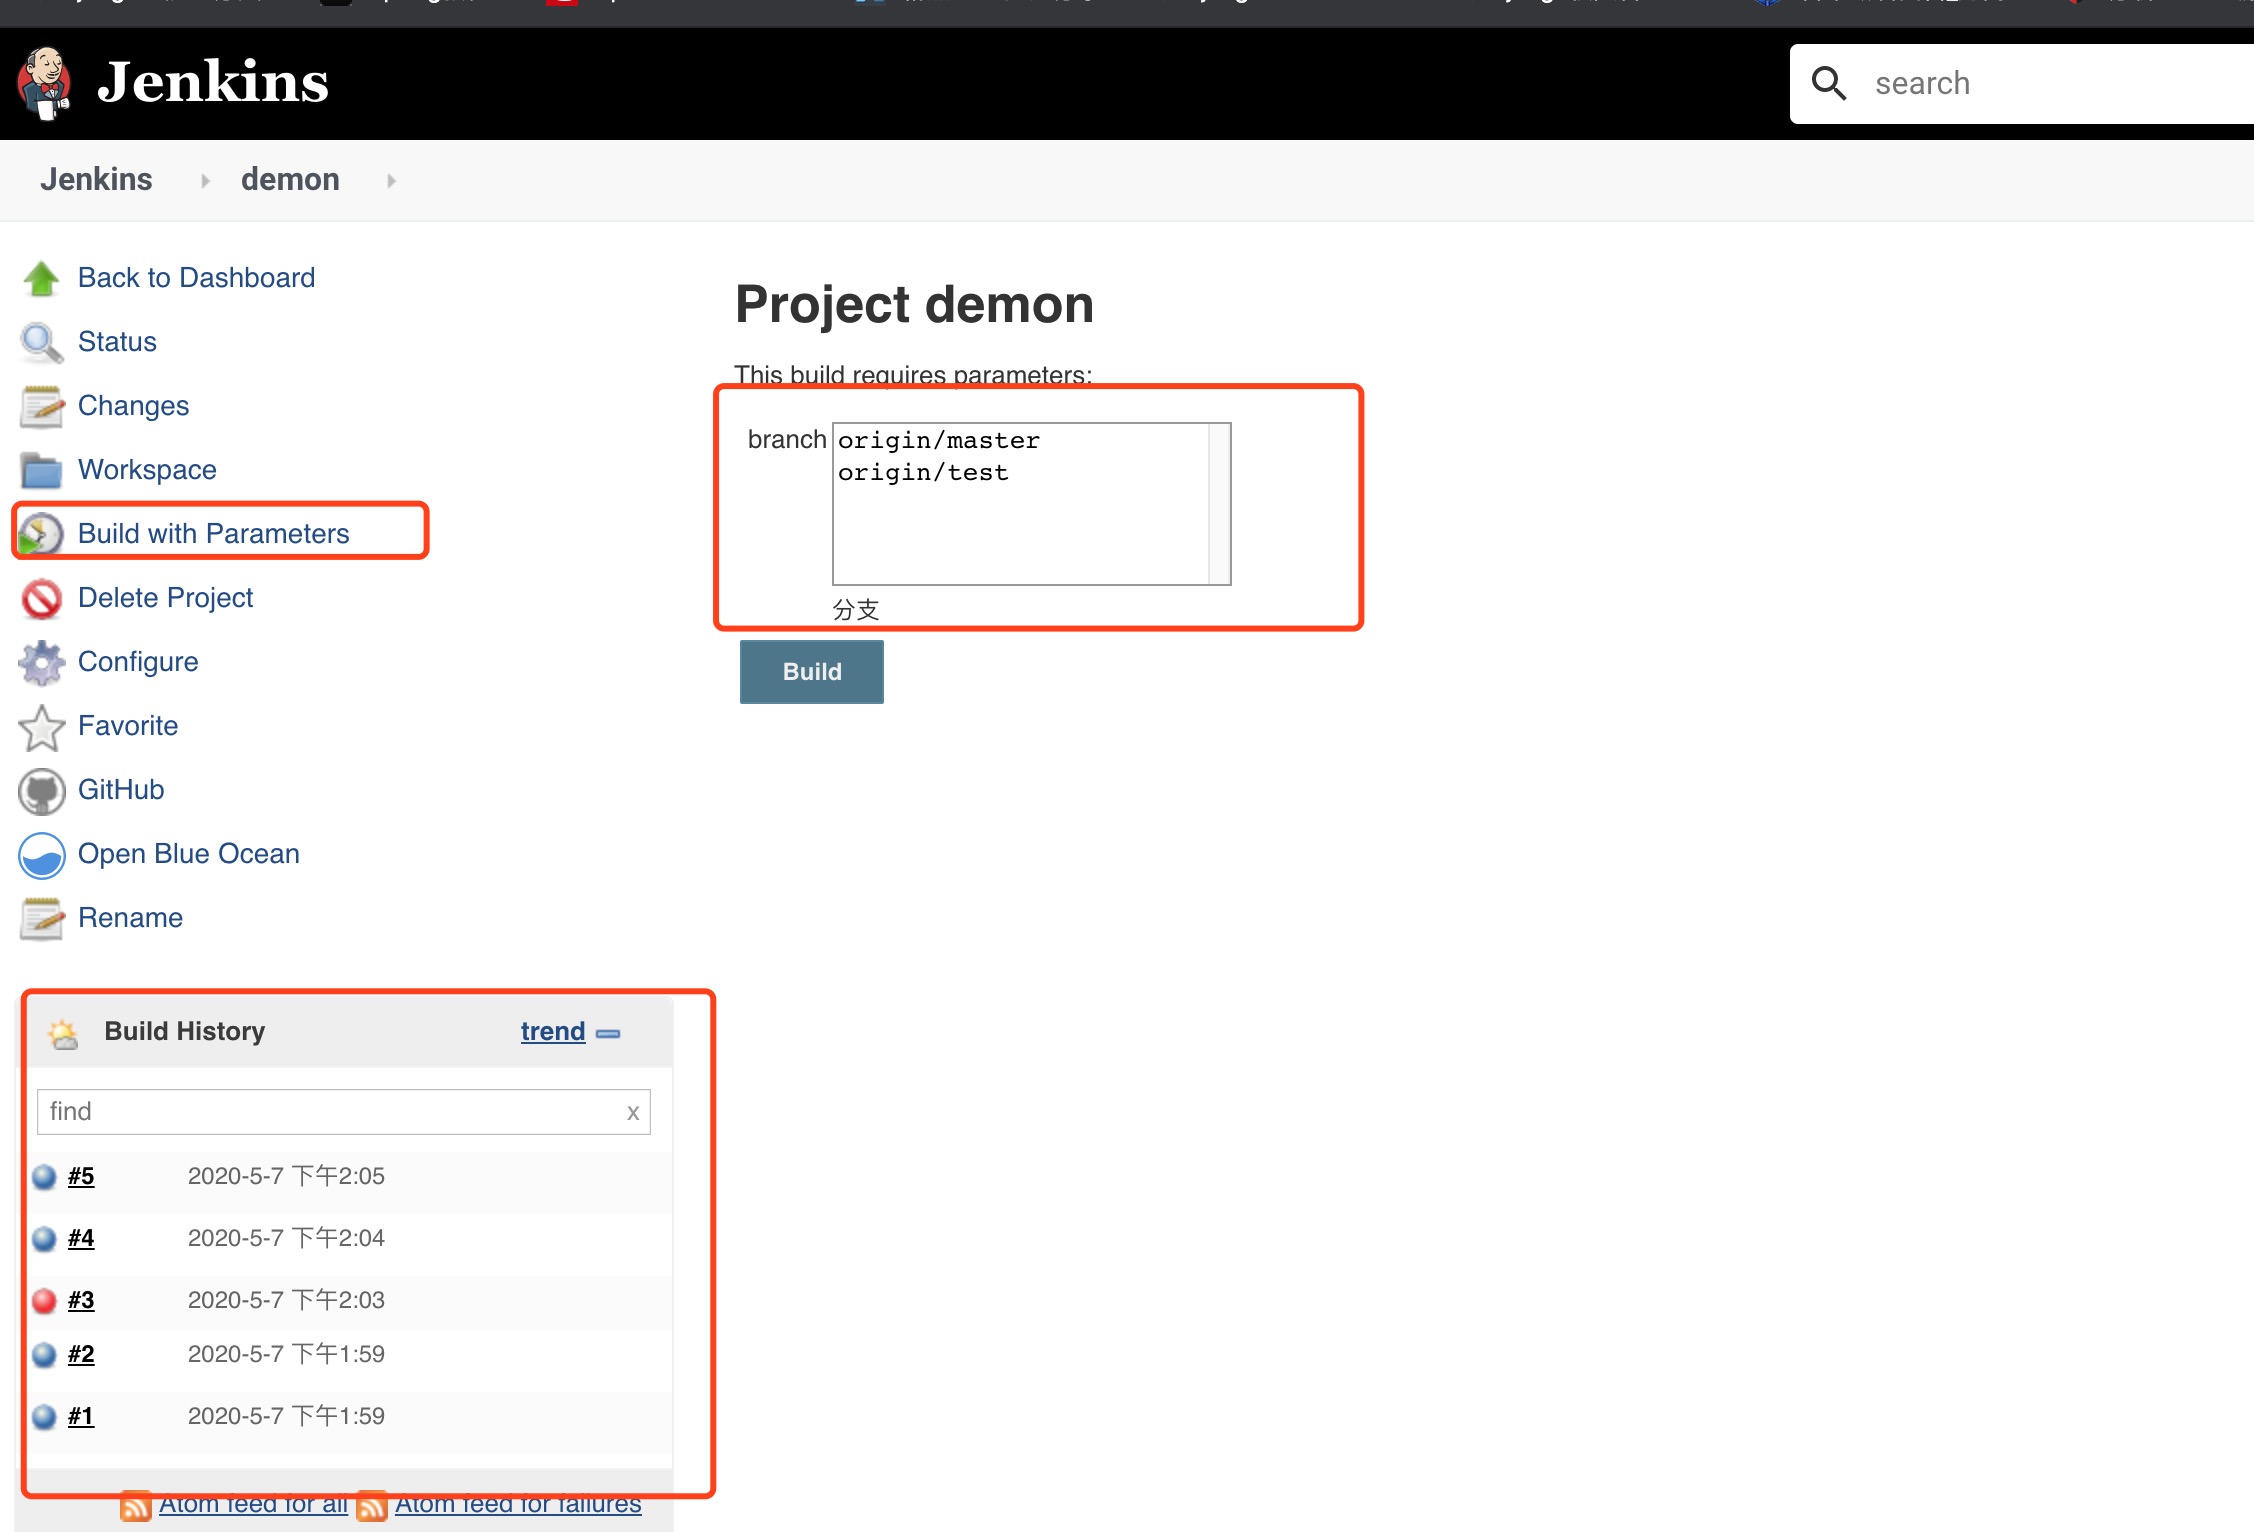 Jenkins
search
Jenkins
demon
Back to Dashboard
Status
Changes
Workspace
Build with Parameters
Delete Project
Configure
Favorite
GitHub
Open Blue Ocean
Rename
Project demon
This build requires parameters:
branch
origin/master
origin/test
分支
Build
Build History
trend
find
x
#5 2020-5-7 下午2:05
#4 2020-5-7 下午2:04
#3 2020-5-7 下午2:03
#2 2020-5-7 下午1:59
#1 2020-5-7 下午1:59
Atom feed for all
Atom feed for failures